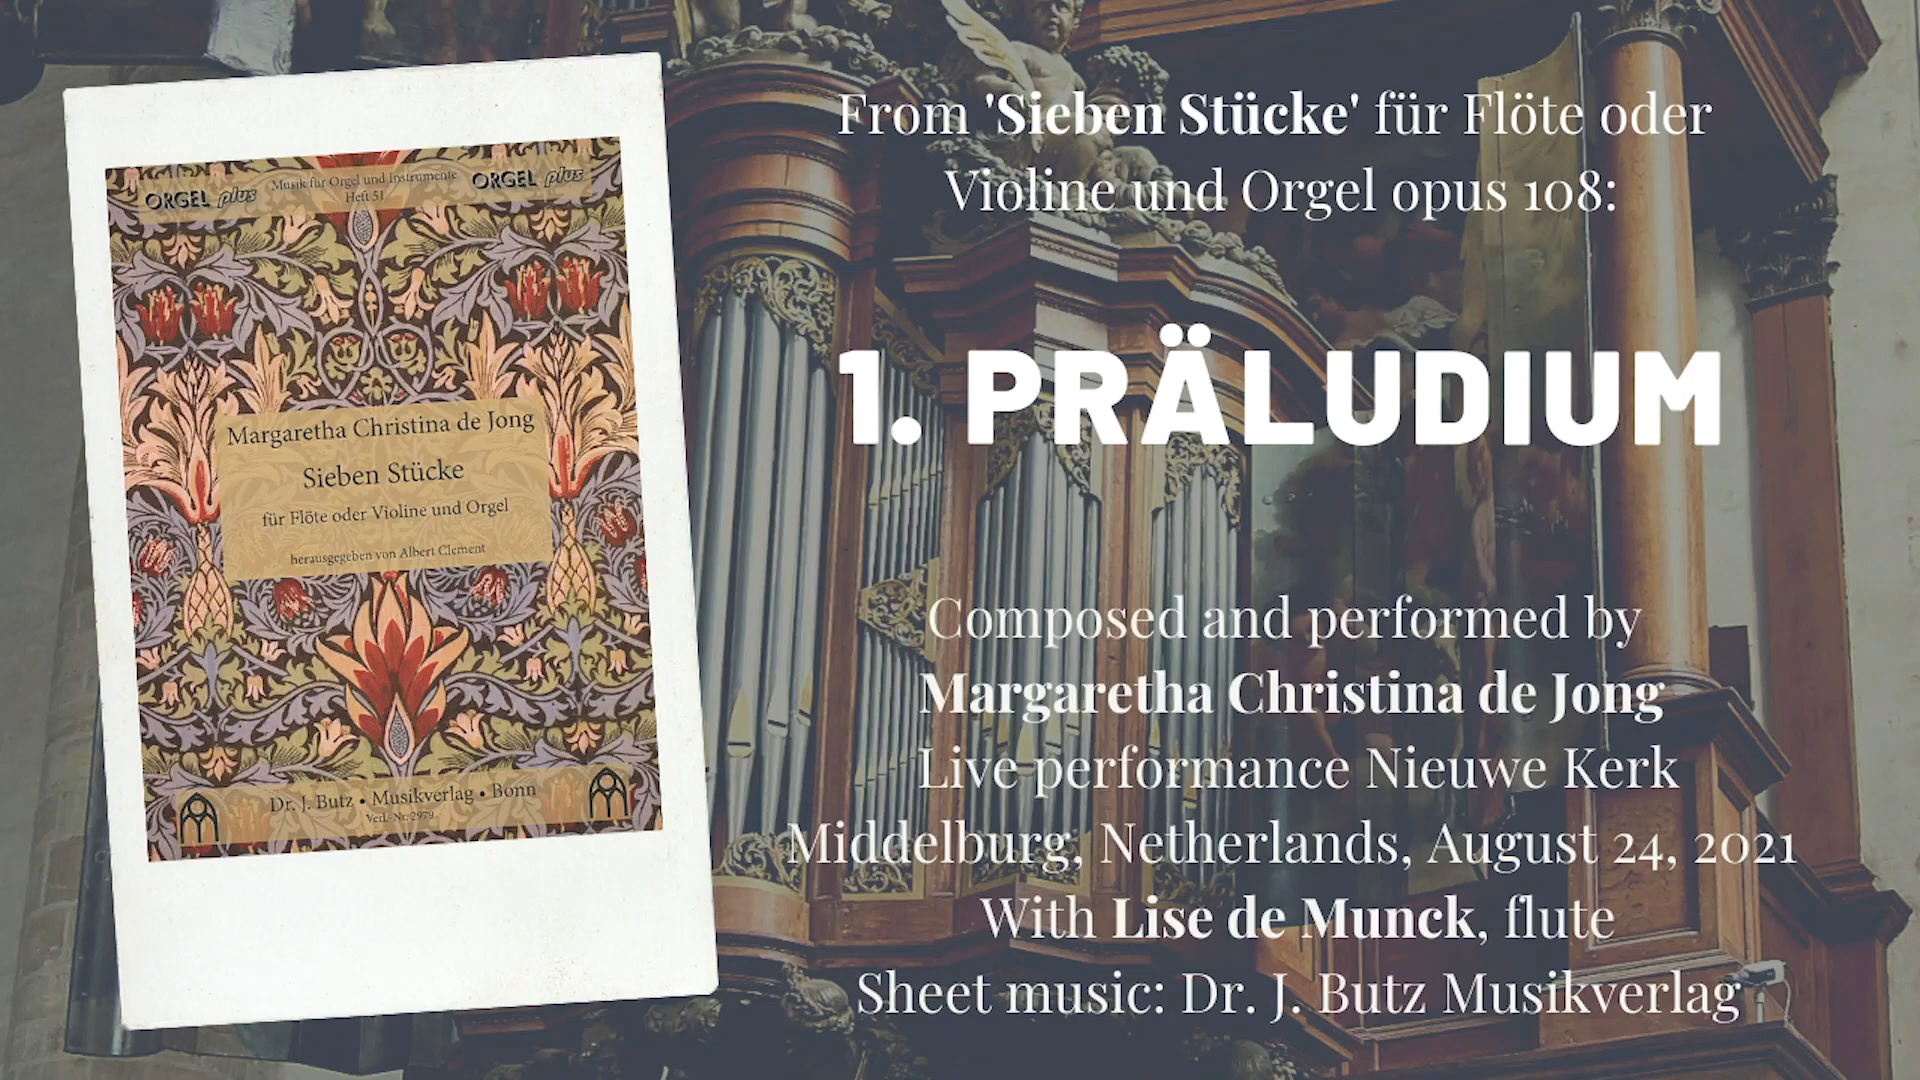 ORGEL plus
Musik für Orgel und Instrumente
Heft 51
ORGEL plus
Margaretha Christina de Jong
Sieben Stücke
für Flöte oder Violine und Orgel
herausgegeben von Albert Clement
Dr. J. Butz • Musikverlag • Bonn
Verl.-Nr. 2979
From 'Sieben Stücke' für Flöte oder
Violine und Orgel opus 108:
1. PRÄLUDIUM
Composed and performed by
Margaretha Christina de Jong
Live performance Nieuwe Kerk
Middelburg, Netherlands, August 24, 2021
With Lise de Munck, flute
Sheet music: Dr. J. Butz Musikverlag